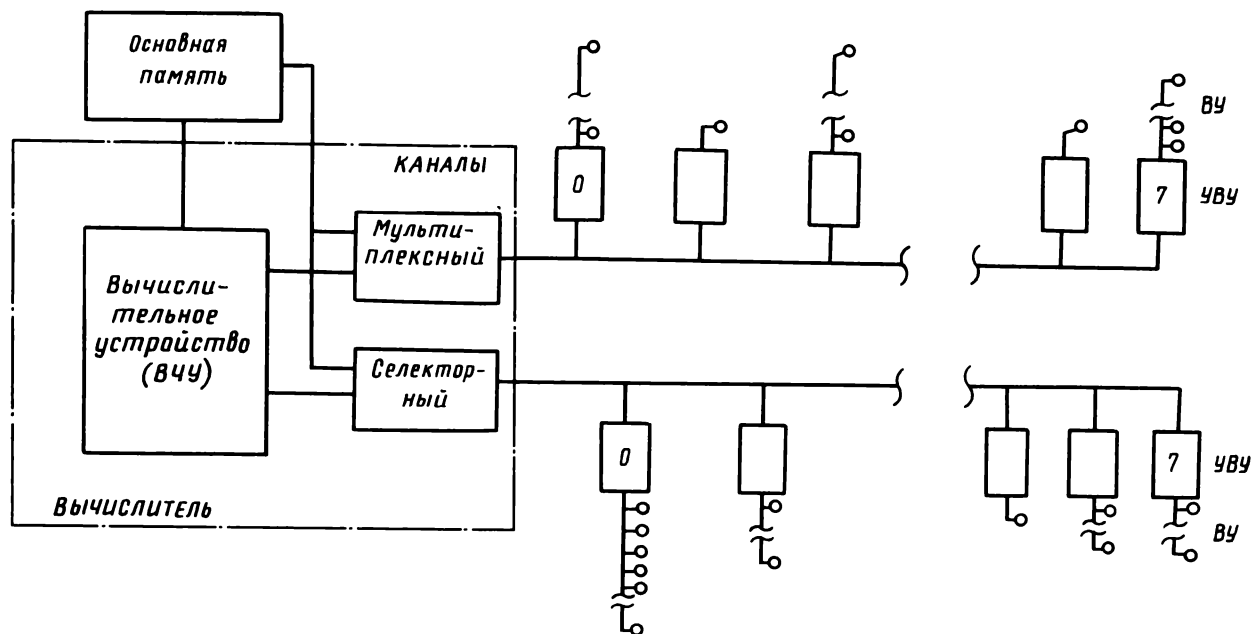 Основная
память
КАНАЛЫ
Мульти-
плексный
Вычисли-
тельное
устройство
(ВЧУ)
Селектор-
ный
ВЫЧИСЛИТЕЛЬ
0
7
ВУ
УВУ
0
7
УВУ
ВУ